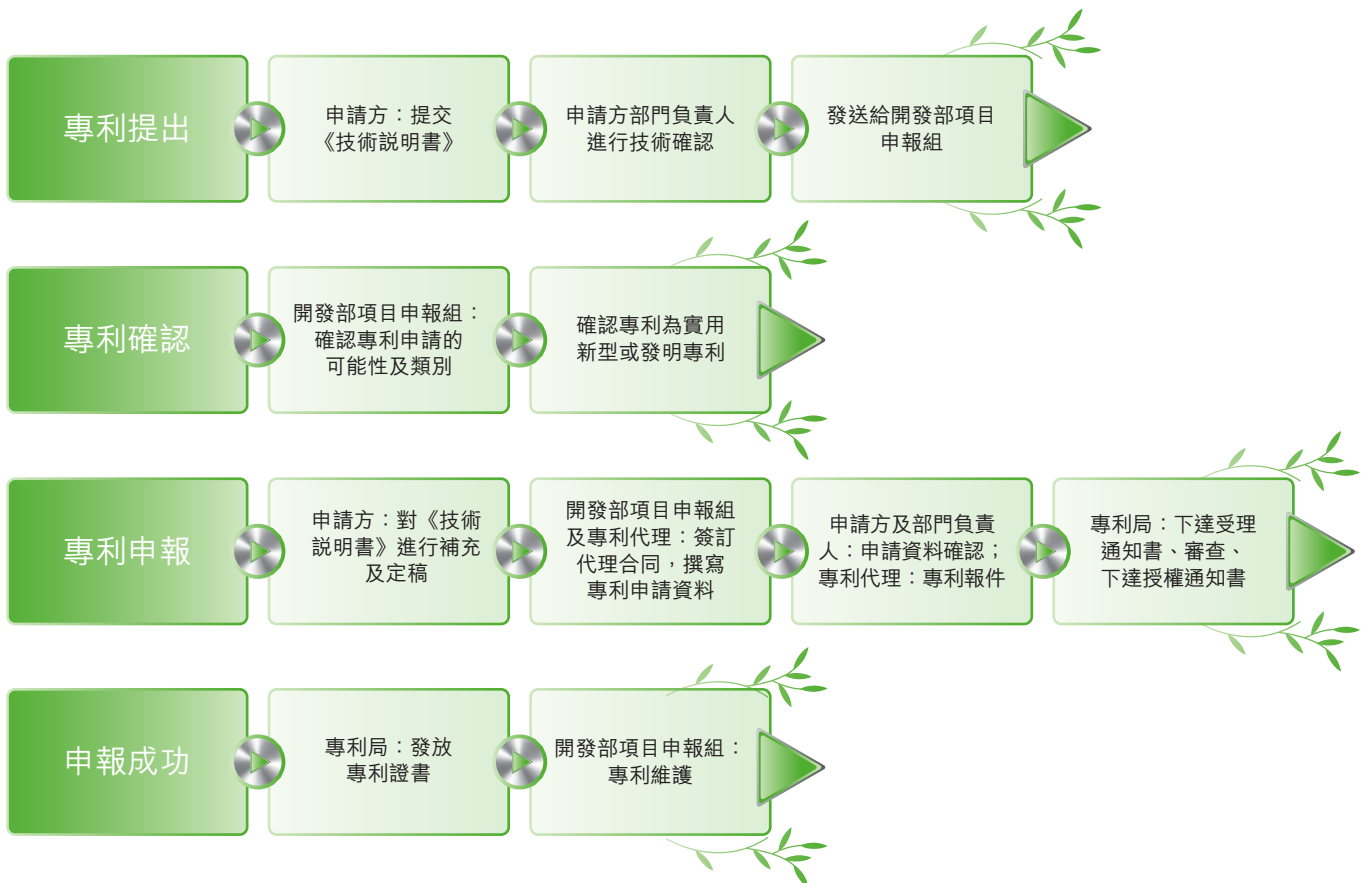 專利提出
申請方：提交
《技術説明書》
申請方部門負責人
進行技術確認
發送給開發部項目
申報組
專利確認
開發部項目申報組：
確認專利申請的
可能性及類別
確認專利為實用
新型或發明專利
專利申報
申請方：對《技術
説明書》進行補充
及定稿
開發部項目申報組
及專利代理：簽訂
代理合同，撰寫
專利申請資料
申請方及部門負責
人：申請資料確認；
專利代理：專利報件
專利局：下達受理
通知書、審查、
下達授權通知書
申報成功
專利局：發放
專利證書
開發部項目申報組：
專利維護